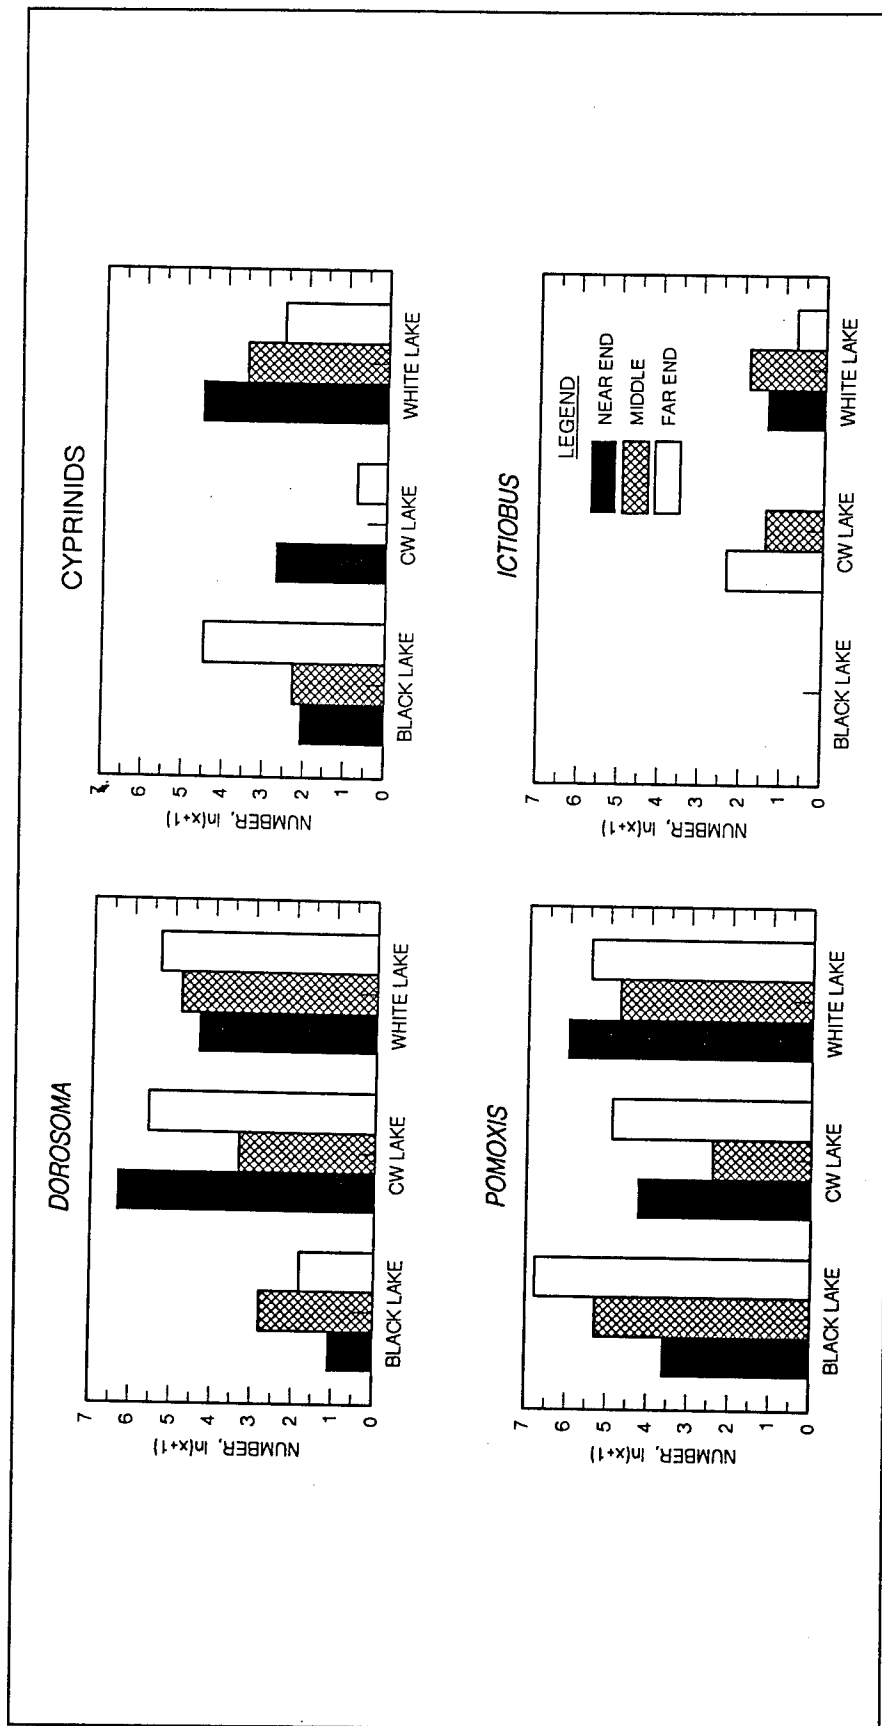 DOROSOMA
NUMBER, ln(x+1)
7
6
5
4
3
2
1
0
BLACK LAKE
CW LAKE
WHITE LAKE
CYPRINIDS
NUMBER, ln(x+1)
7
6
5
4
3
2
1
0
BLACK LAKE
CW LAKE
WHITE LAKE
POMOXIS
NUMBER, ln(x+1)
7
6
5
4
3
2
1
0
BLACK LAKE
CW LAKE
WHITE LAKE
ICTIOBUS
NUMBER, ln(x+1)
7
6
5
4
3
2
1
0
LEGEND
NEAR END
MIDDLE
FAR END
BLACK LAKE
CW LAKE
WHITE LAKE